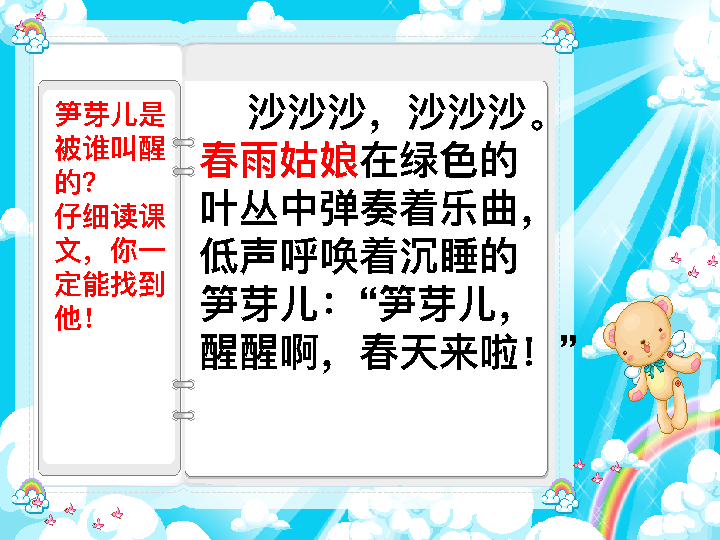 笋芽儿是
被谁叫醒
的？
仔细读课
文，你一
定能找到
他！
沙沙沙，沙沙沙。
春雨姑娘在绿色的
叶丛中弹奏着乐曲，
低声呼唤着沉睡的
笋芽儿：“笋芽儿，
醒醒啊，春天来啦！”